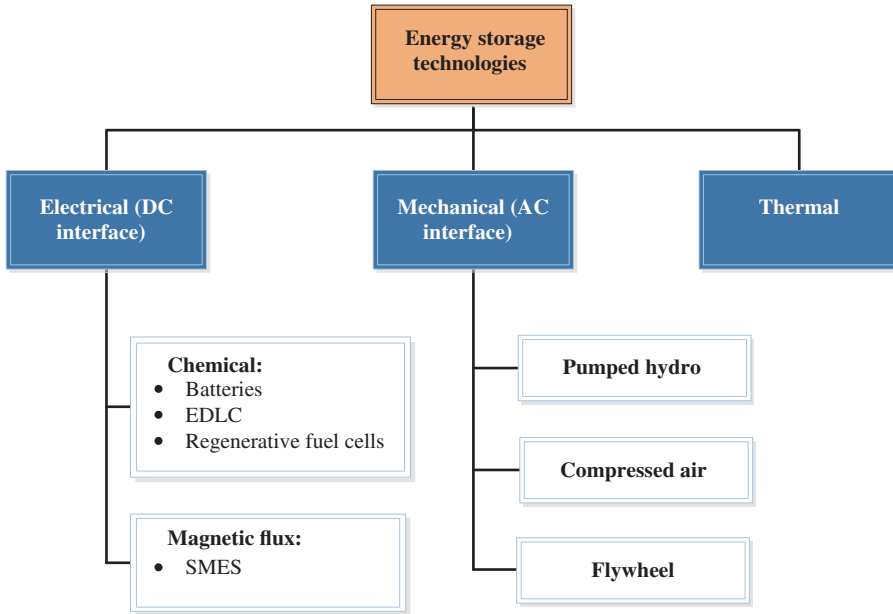 Energy storage
technologies
Electrical (DC
interface)
Mechanical (AC
interface)
Thermal
Chemical:
• Batteries
• EDLC
• Regenerative fuel cells
Magnetic flux:
• SMES
Pumped hydro
Compressed air
Flywheel